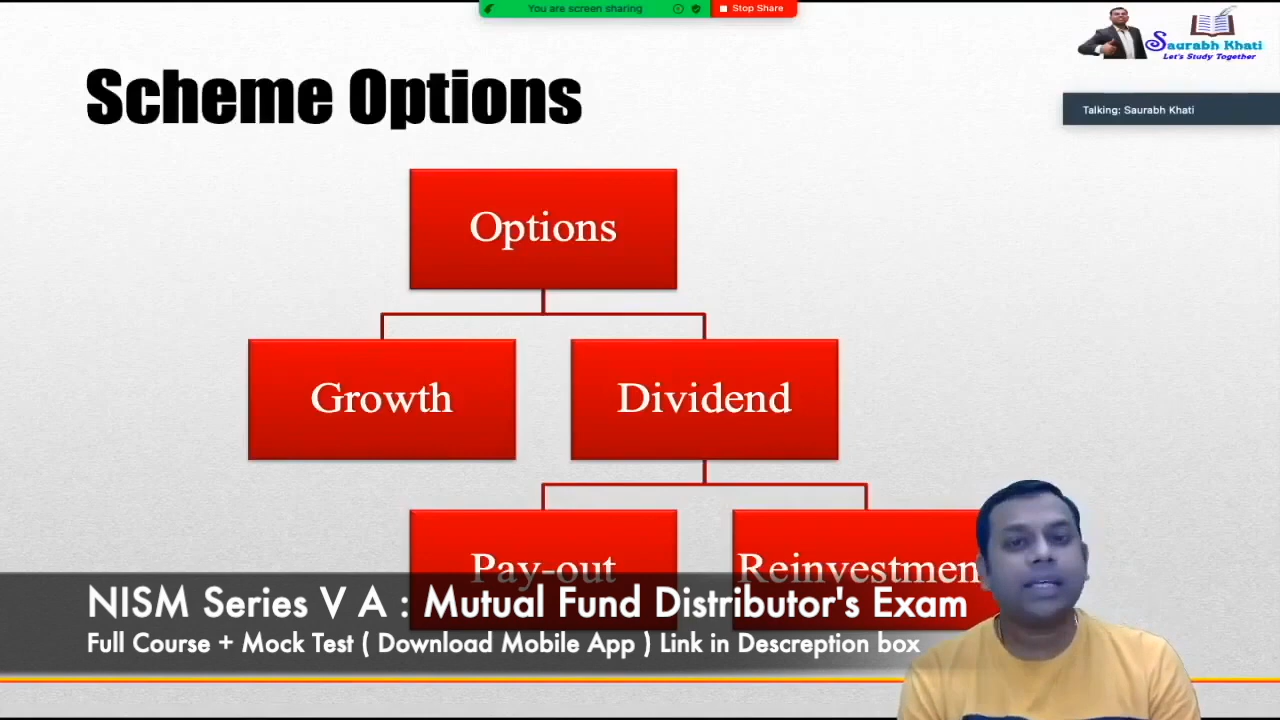 You are screen sharing
Stop Share
Saurabh Khati
Let's Study Together
Talking: Saurabh Khati
Scheme Options
Options
Growth
Dividend
Pay-out
Reinvestmen
NISM Series V A : Mutual Fund Distributor's Exam
Full Course + Mock Test ( Download Mobile App ) Link in Descreption box